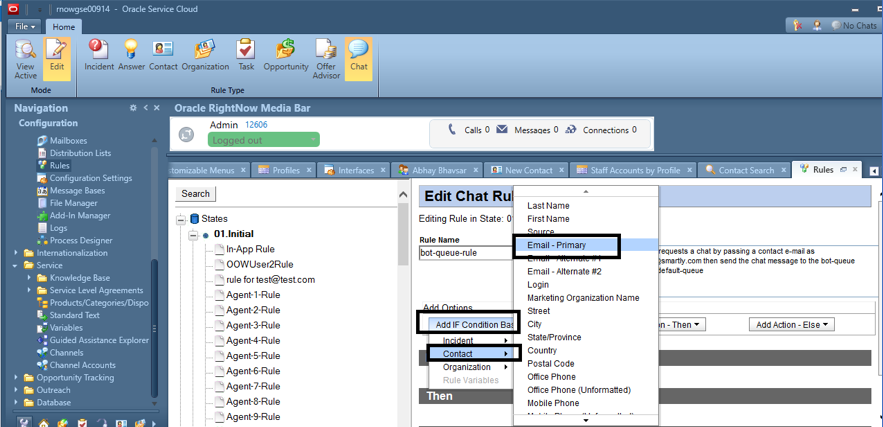 rnowgse00914 - Oracle Service Cloud
File
Home
No Chats
View Active
Edit
Incident
Answer
Contact
Organization
Task
Opportunity
Offer Advisor
Chat
Mode
Rule Type
Navigation
Configuration
Mailboxes
Distribution Lists
Rules
Configuration Settings
Message Bases
File Manager
Add-In Manager
Logs
Process Designer
Internationalization
Service
Knowledge Base
Service Level Agreements
Products/Categories/Dispo
Standard Text
Variables
Guided Assistance Explorer
Channels
Channel Accounts
Opportunity Tracking
Outreach
Database
Oracle RightNow Media Bar
Admin 12606
Logged out
Calls 0
Messages 0
Connections 0
tomizable Menus
Profiles
Interfaces
Abhay Bhavsar
New Contact
Staff Accounts by Profile
Contact Search
Rules
Search
States
01.Initial
In-App Rule
OOWUser2Rule
rule for test@test.com
Agent-1-Rule
Agent-2-Rule
Agent-3-Rule
Agent-4-Rule
Agent-5-Rule
Agent-6-Rule
Agent-7-Rule
Agent-8-Rule
Agent-9-Rule
Edit Chat Ru
Editing Rule in State: 0
Rule Name
bot-queue-rule
requests a chat by passing a contact e-mail as
gsmartly.com then send the chat message to the bot-queue
default-queue
Add Options
Add IF Condition Bas
Incident
Contact
Organization
Rule Variables
on - Then
Add Action - Else
Then
Last Name
First Name
Source
Email - Primary
Email - Alternate #1
Email - Alternate #2
Login
Marketing Organization Name
Street
City
State/Province
Country
Postal Code
Office Phone
Office Phone (Unformatted)
Mobile Phone